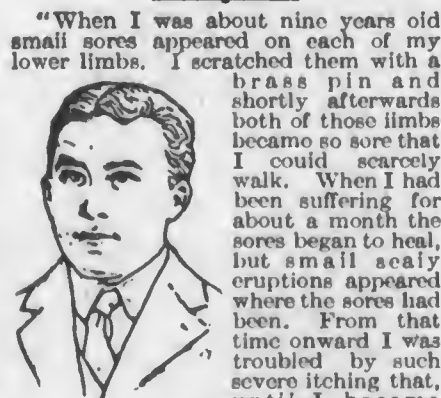 "When I was about nine years old
small sores appeared on each of my
lower limbs. I scratched them with a
brass pin and
shortly afterwards
both of those limbs
became so sore that
I could scarcely
walk. When I had
been suffering for
about a month the
sores began to heal,
but small scaly
eruptions appeared
where the sores had
been. From that
time onward I was
troubled by such
severe itching that,
until I became